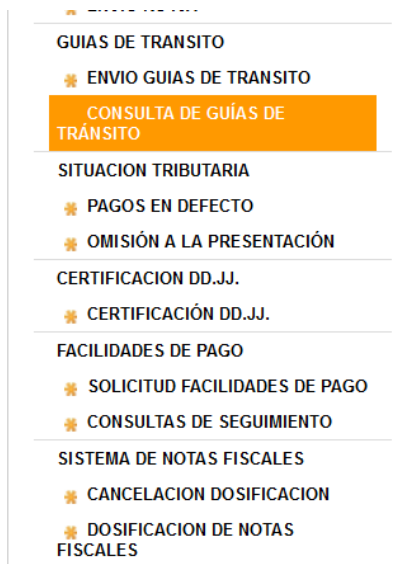 GUIAS DE TRANSITO
ENVIO GUIAS DE TRANSITO
CONSULTA DE GUÍAS DE
TRÁNSITO
SITUACION TRIBUTARIA
PAGOS EN DEFECTO
OMISIÓN A LA PRESENTACIÓN
CERTIFICACION DD.JJ.
CERTIFICACIÓN DD.JJ.
FACILIDADES DE PAGO
SOLICITUD FACILIDADES DE PAGO
CONSULTAS DE SEGUIMIENTO
SISTEMA DE NOTAS FISCALES
CANCELACION DOSIFICACION
DOSIFICACION DE NOTAS
FISCALES